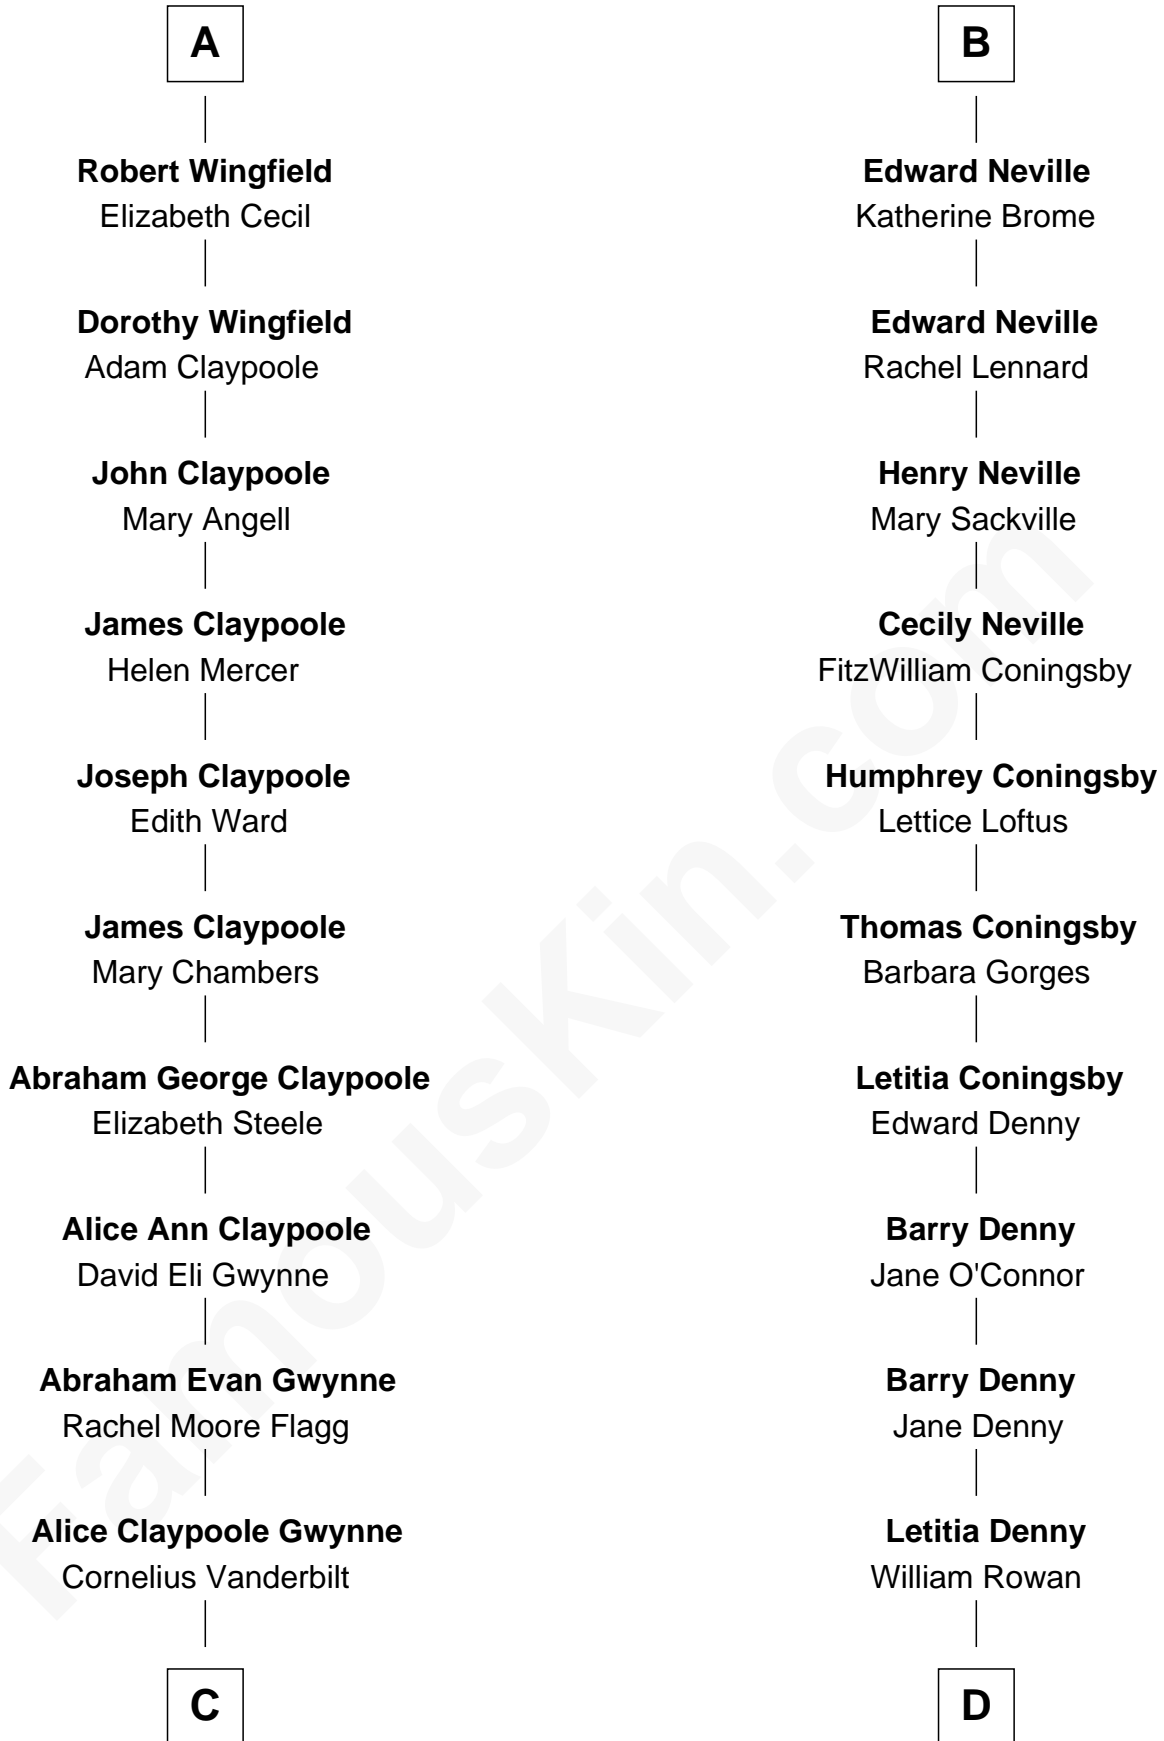 A
Robert Wingfield
Elizabeth Cecil
Dorothy Wingfield
Adam Claypoole
John Claypoole
Mary Angell
James Claypoole
Helen Mercer
Joseph Claypoole
Edith Ward
James Claypoole
Mary Chambers
Abraham George Claypoole
Elizabeth Steele
Alice Ann Claypoole
David Eli Gwynne
Abraham Evan Gwynne
Rachel Moore Flagg
Alice Claypoole Gwynne
Cornelius Vanderbilt
C
B
Edward Neville
Katherine Brome
Edward Neville
Rachel Lennard
Henry Neville
Mary Sackville
Cecily Neville
FitzWilliam Coningsby
Humphrey Coningsby
Lettice Loftus
Thomas Coningsby
Barbara Gorges
Letitia Coningsby
Edward Denny
Barry Denny
Jane O'Connor
Barry Denny
Jane Denny
Letitia Denny
William Rowan
D
FamousKin.com